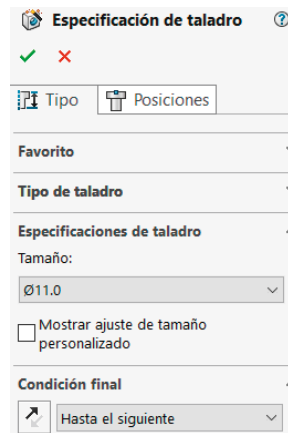 Especificación de taladro
Tipo
Posiciones
Favorito
Tipo de taladro
Especificaciones de taladro
Tamaño:
Ø11.0
Mostrar ajuste de tamaño
personalizado
Condición final
Hasta el siguiente